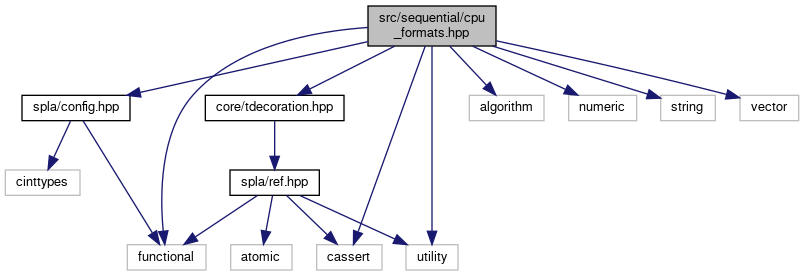 src/sequential/cpu
_formats.hpp
spla/config.hpp
core/tdecoration.hpp
algorithm
numeric
string
vector
cinttypes
spla/ref.hpp
functional
atomic
cassert
utility